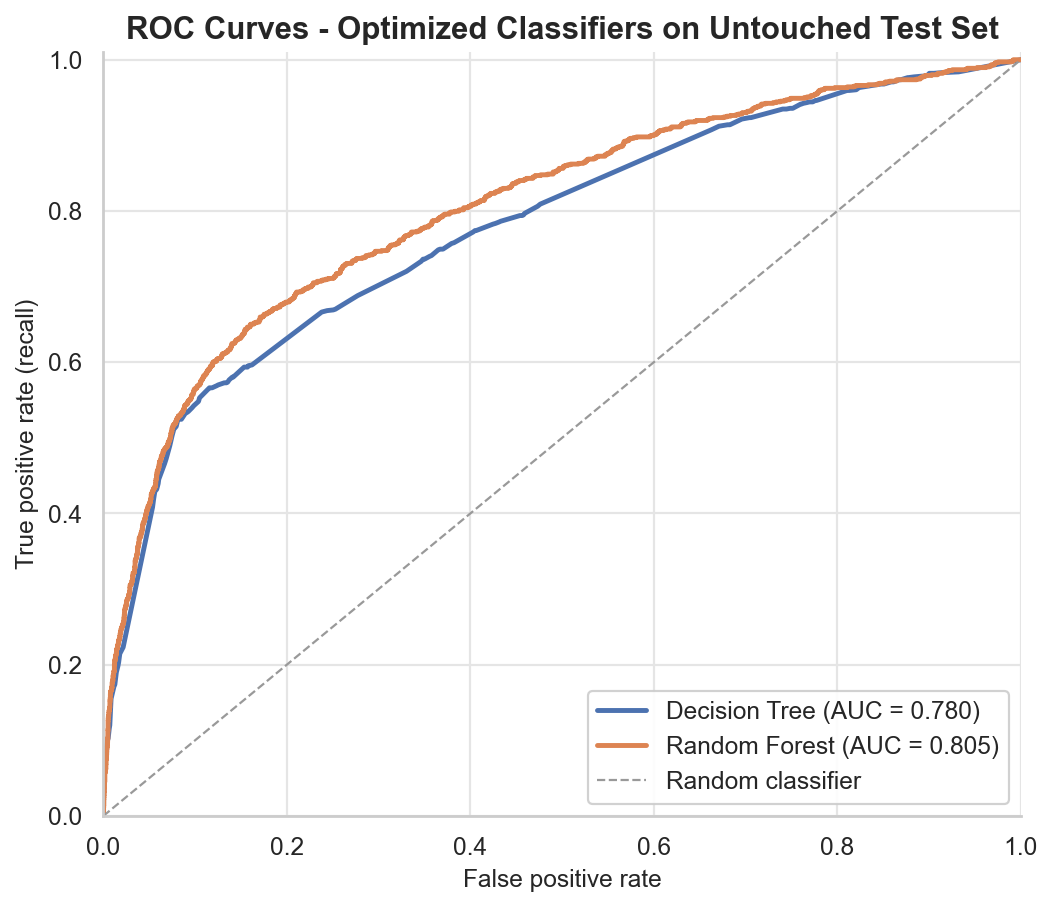 ROC Curves - Optimized Classifiers on Untouched Test Set
1.0
0.8
0.6
0.4
0.2
0.0
True positive rate (recall)
0.0 0.2 0.4 0.6 0.8 1.0
False positive rate
Decision Tree (AUC = 0.780)
Random Forest (AUC = 0.805)
Random classifier